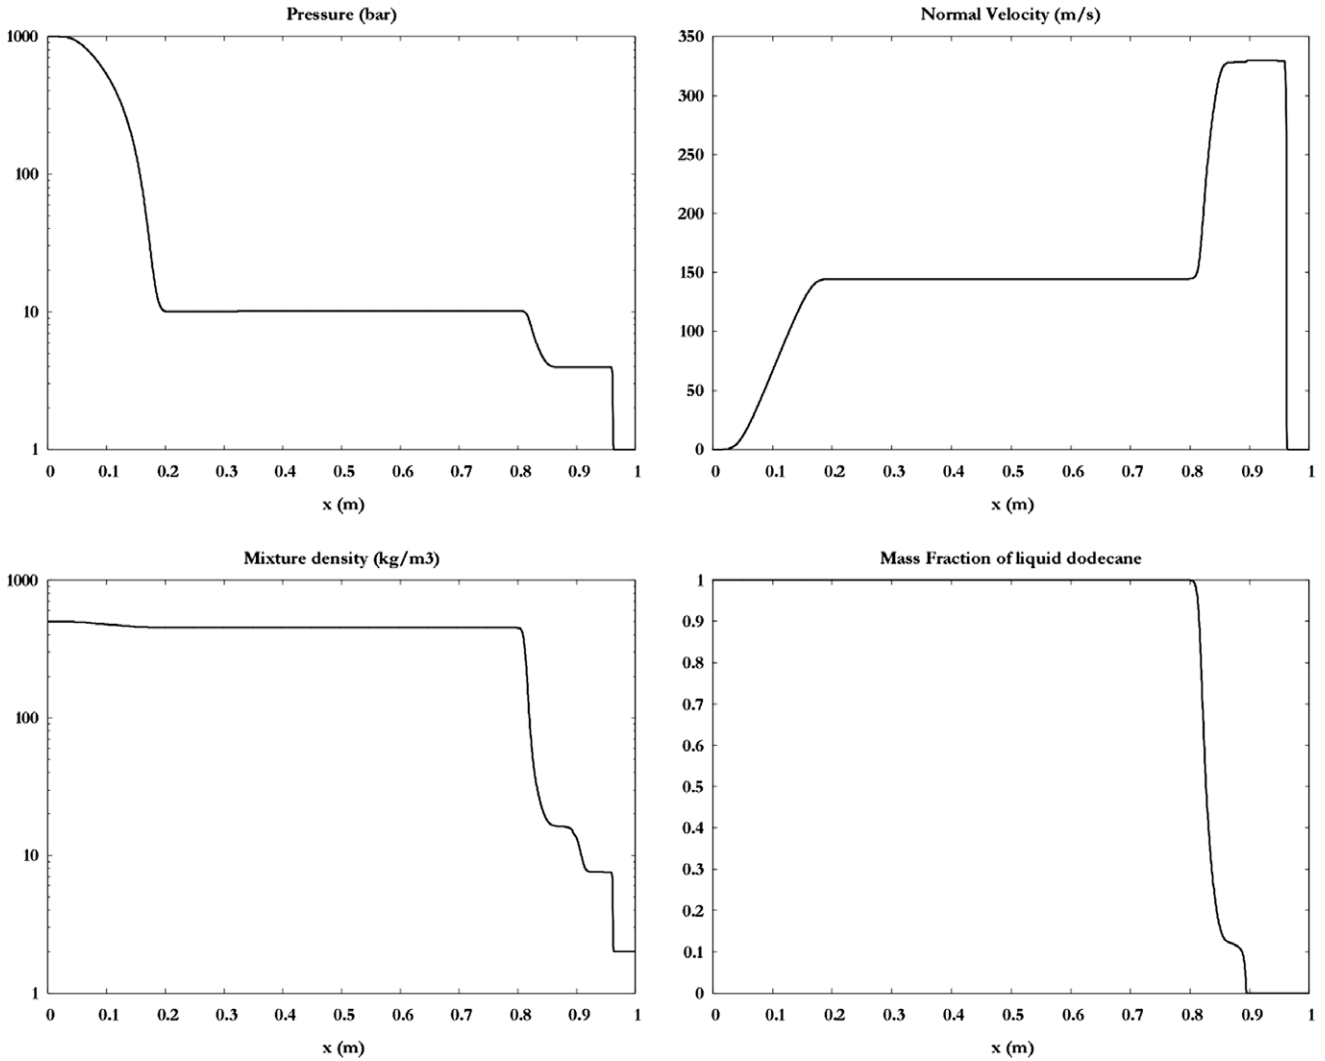 Pressure (bar)
1000
100
10
1
0 0.1 0.2 0.3 0.4 0.5 0.6 0.7 0.8 0.9 1
x (m)
Normal Velocity (m/s)
350
300
250
200
150
100
50
0
0 0.1 0.2 0.3 0.4 0.5 0.6 0.7 0.8 0.9 1
x (m)
Mixture density (kg/m3)
1000
100
10
1
0 0.1 0.2 0.3 0.4 0.5 0.6 0.7 0.8 0.9 1
x (m)
Mass Fraction of liquid dodecane
1
0.9
0.8
0.7
0.6
0.5
0.4
0.3
0.2
0.1
0
0 0.1 0.2 0.3 0.4 0.5 0.6 0.7 0.8 0.9 1
x (m)